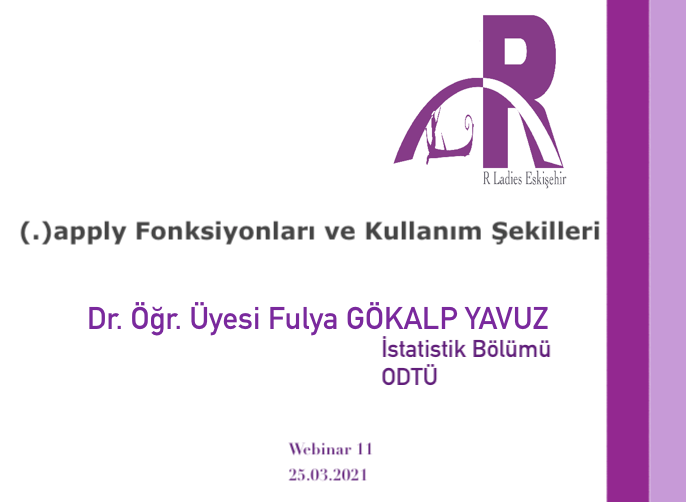 R
R Ladies Eskişehir
(.)apply Fonksiyonları ve Kullanım Şekilleri
Dr. Öğr. Üyesi Fulya GÖKALP YAVUZ
İstatistik Bölümü
ODTÜ
Webinar 11
25.03.2021